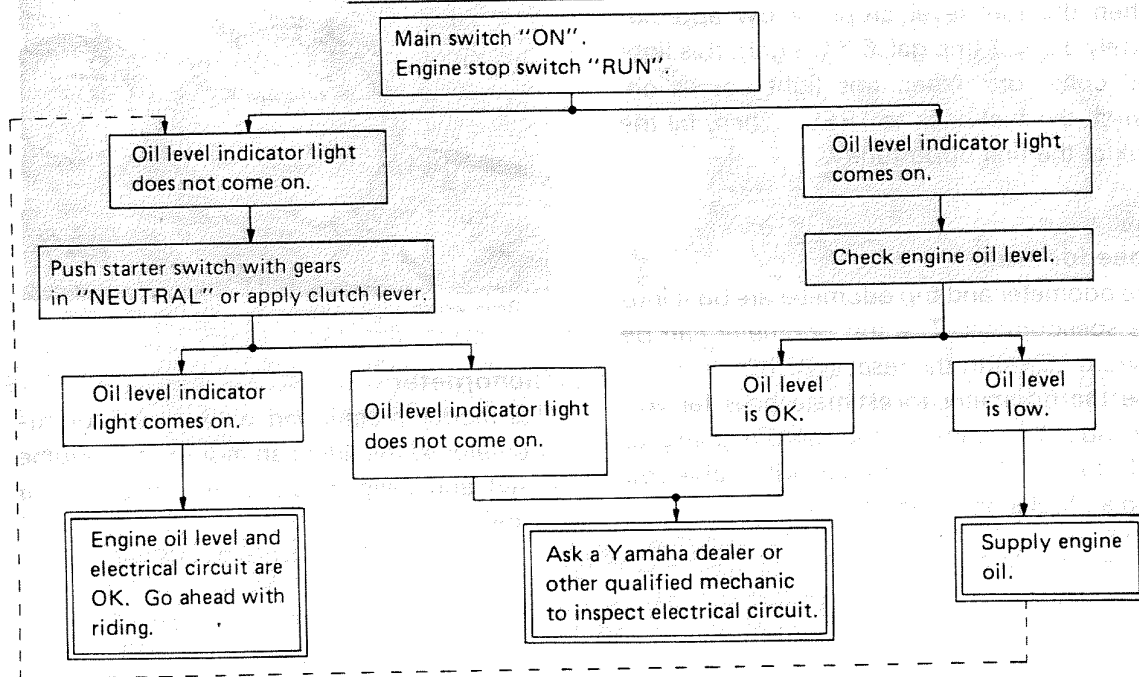 Main switch "ON".
Engine stop switch "RUN".
Oil level indicator light
does not come on.
Oil level indicator light
comes on.
Push starter switch with gears
in "NEUTRAL" or apply clutch lever.
Check engine oil level.
Oil level indicator
light comes on.
Oil level indicator light
does not come on.
Oil level
is OK.
Oil level
is low.
Engine oil level and
electrical circuit are
OK. Go ahead with
riding.
Ask a Yamaha dealer or
other qualified mechanic
to inspect electrical circuit.
Supply engine
oil.